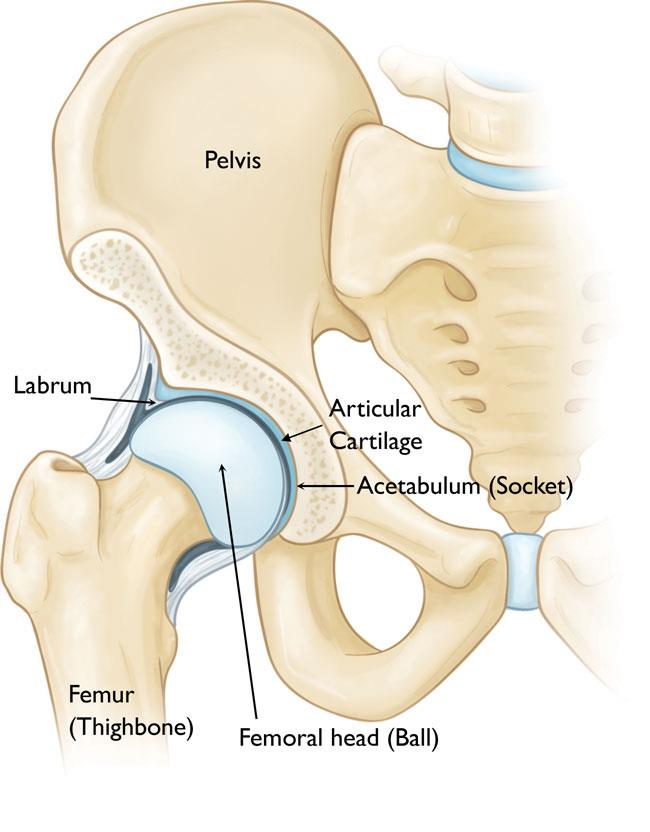 Pelvis
Labrum
Articular
Cartilage
Acetabulum (Socket)
Femur
(Thighbone)
Femoral head (Ball)